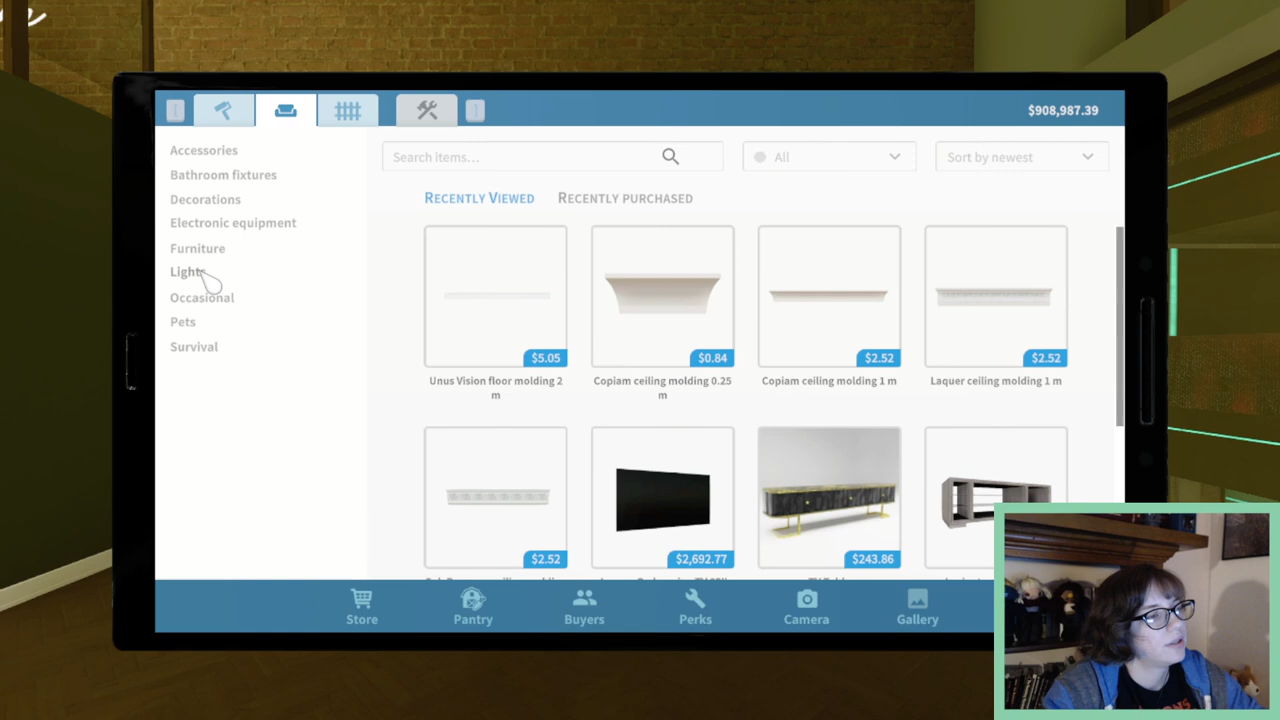 $908,987.39
Accessories
Bathroom fixtures
Decorations
Electronic equipment
Furniture
Lights
Occasional
Pets
Survival
Search items...
All
Sort by newest
RECENTLY VIEWED
RECENTLY PURCHASED
$5.05
$0.84
$2.52
$2.52
Unus Vision floor molding 2
m
Copiam ceiling molding 0.25
m
Copiam ceiling molding 1 m
Laquer ceiling molding 1 m
$2.52
$2,692.77
$243.86
Store
Pantry
Buyers
Perks
Camera
Gallery